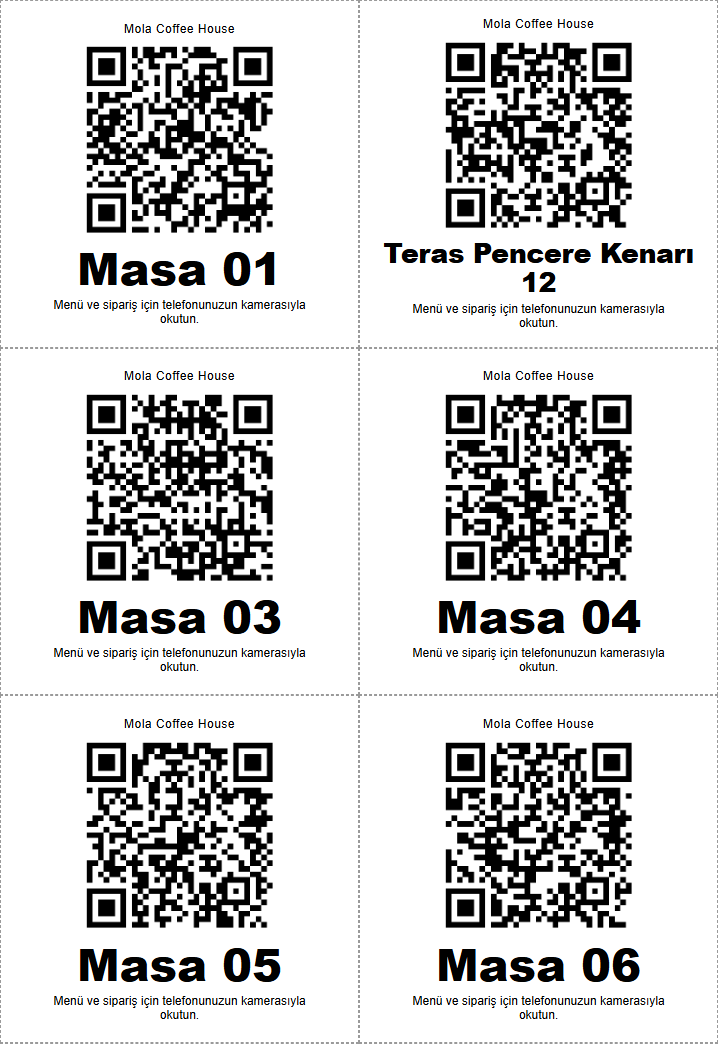 Mola Coffee House
Masa 01
Menü ve sipariş için telefonunuzun kamerasıyla
okutun.
Mola Coffee House
Teras Pencere Kenarı
12
Menü ve sipariş için telefonunuzun kamerasıyla
okutun.
Mola Coffee House
Masa 03
Menü ve sipariş için telefonunuzun kamerasıyla
okutun.
Mola Coffee House
Masa 04
Menü ve sipariş için telefonunuzun kamerasıyla
okutun.
Mola Coffee House
Masa 05
Menü ve sipariş için telefonunuzun kamerasıyla
okutun.
Mola Coffee House
Masa 06
Menü ve sipariş için telefonunuzun kamerasıyla
okutun.